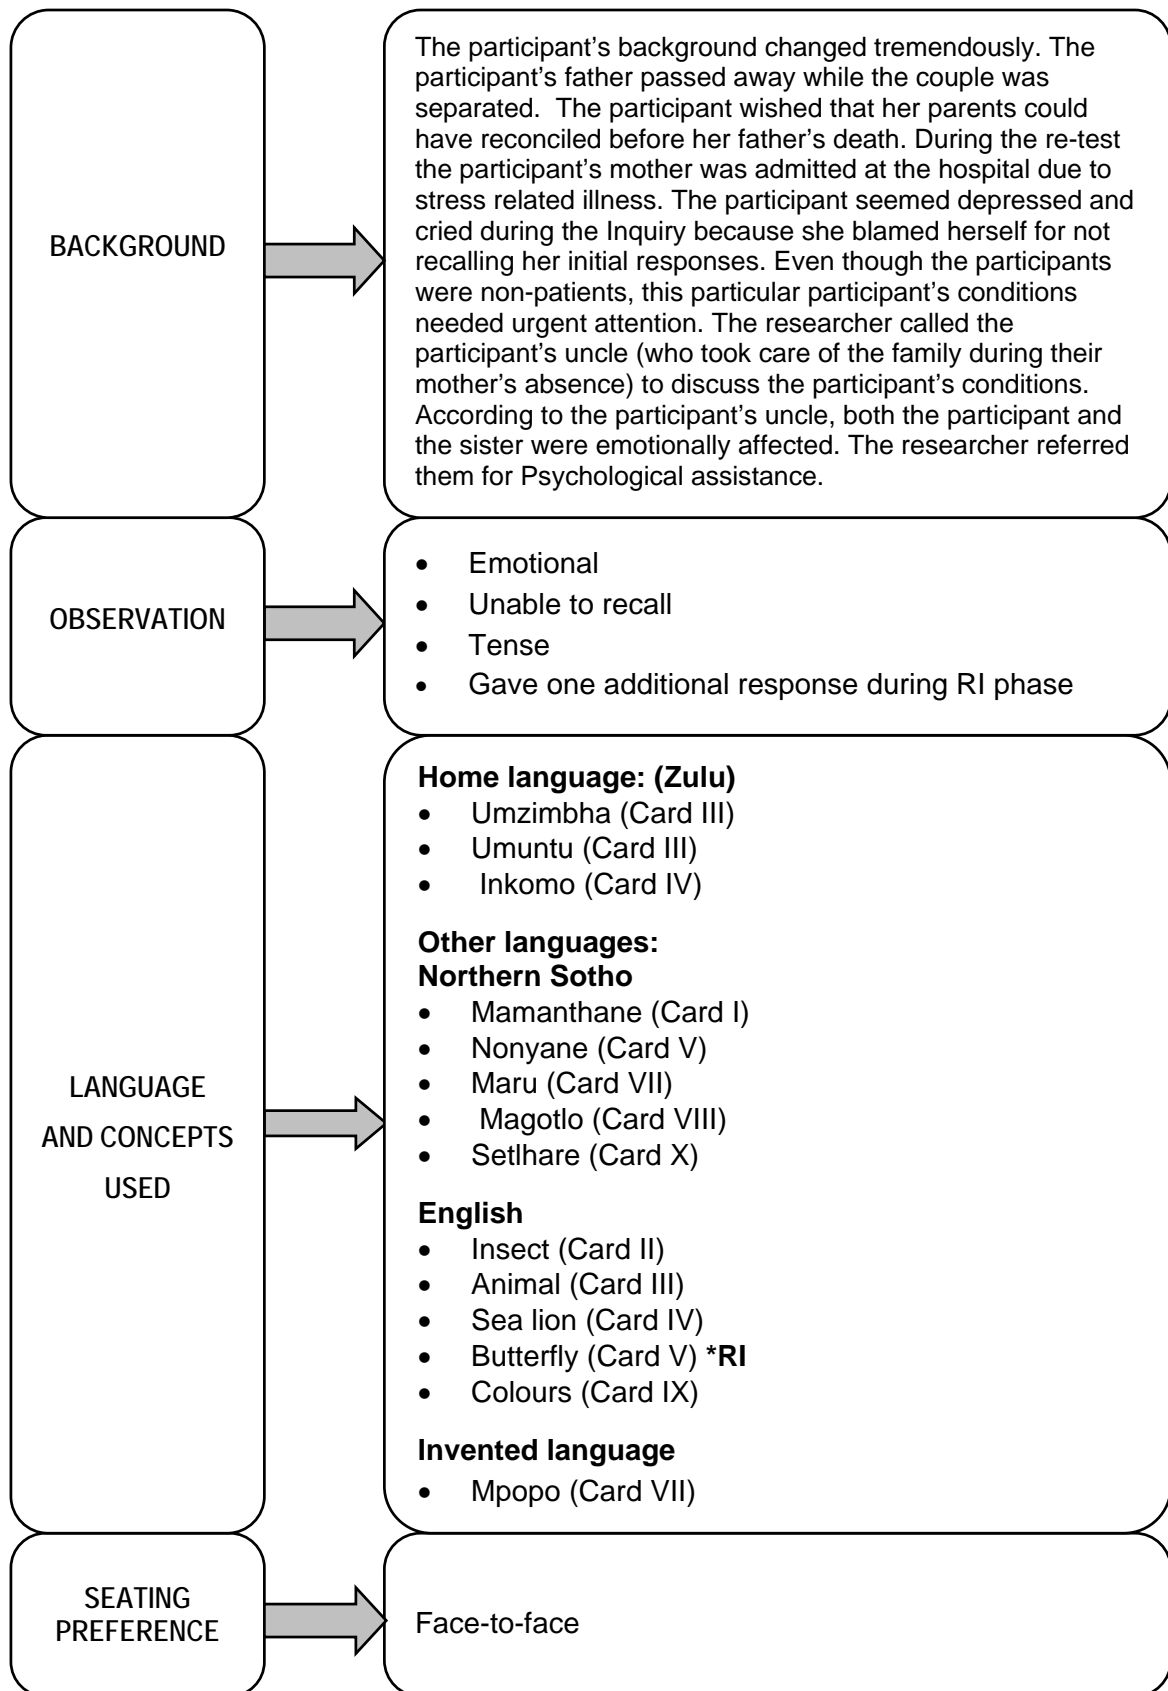 BACKGROUND
The participant’s background changed tremendously. The
participant’s father passed away while the couple was
separated.  The participant wished that her parents could
have reconciled before her father’s death. During the re-test
the participant’s mother was admitted at the hospital due to
stress related illness. The participant seemed depressed and
cried during the Inquiry because she blamed herself for not
recalling her initial responses. Even though the participants
were non-patients, this particular participant’s conditions
needed urgent attention. The researcher called the
participant’s uncle (who took care of the family during their
mother’s absence) to discuss the participant’s conditions.
According to the participant’s uncle, both the participant and
the sister were emotionally affected. The researcher referred
them for Psychological assistance.
OBSERVATION
• Emotional
• Unable to recall
• Tense
• Gave one additional response during RI phase
LANGUAGE
AND CONCEPTS
USED
Home language: (Zulu)
• Umzimbha (Card III)
• Umuntu (Card III)
• Inkomo (Card IV)
Other languages:
Northern Sotho
• Mamanthane (Card I)
• Nonyane (Card V)
• Maru (Card VII)
• Magotlo (Card VIII)
• Setlhare (Card X)
English
• Insect (Card II)
• Animal (Card III)
• Sea lion (Card IV)
• Butterfly (Card V) *RI
• Colours (Card IX)
Invented language
• Mpopo (Card VII)
SEATING
PREFERENCE
Face-to-face